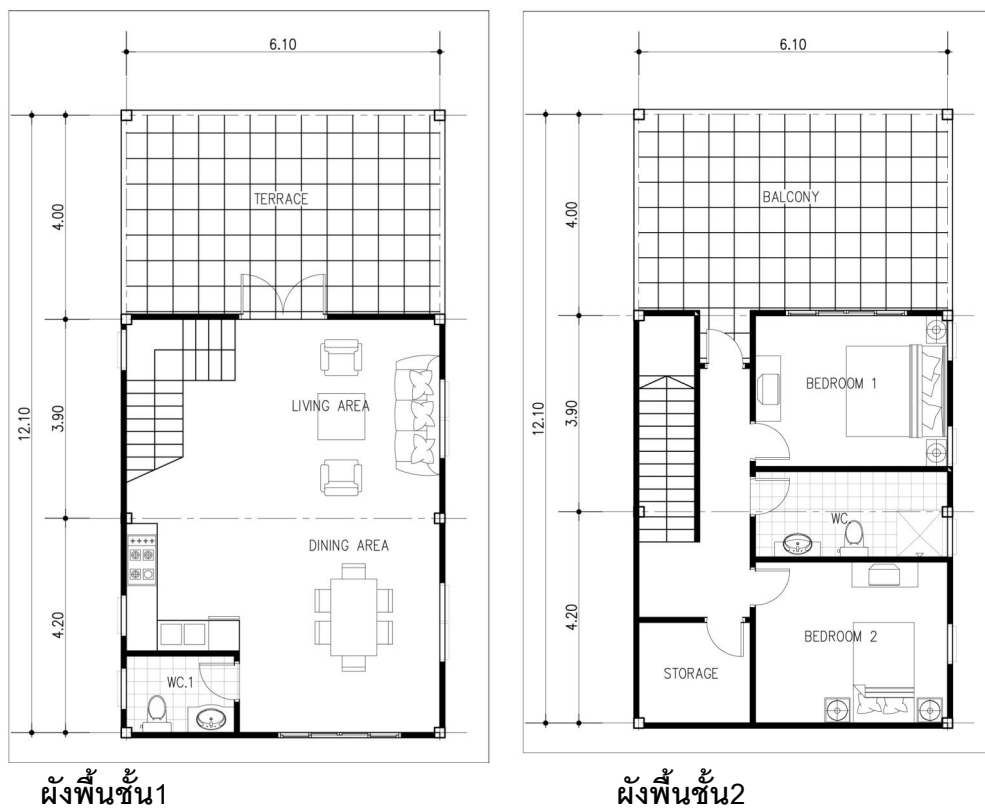 6.10
12.10
4.00
3.90
4.20
TERRACE
LIVING AREA
DINING AREA
WC.1
ผังพื้นชั้น1
6.10
12.10
4.00
3.90
4.20
BALCONY
BEDROOM 1
WC.
BEDROOM 2
STORAGE
ผังพื้นชั้น2